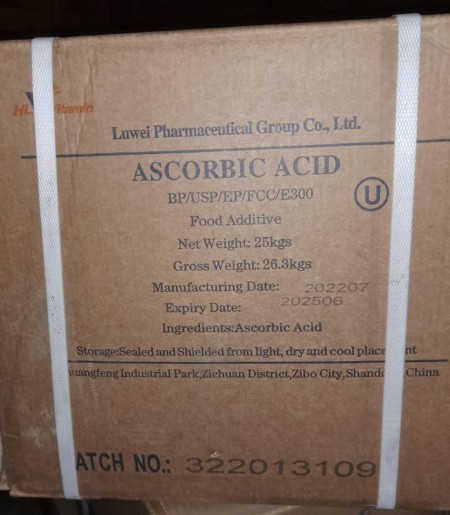 Vitamin
Luwei Pharmaceutical Group Co., Ltd.
ASCORBIC ACID
BP/USP/EP/FCC/E300
U
Food Additive
Net Weight: 25kgs
Gross Weight: 26.3kgs
Manufacturing Date: 202207
Expiry Date: 202506
Ingredients:Ascorbic Acid
Storage:Sealed and Shielded from light, dry and cool place
Industrial Park,Zichuan District,Zibo City, China
NO.: 322013109